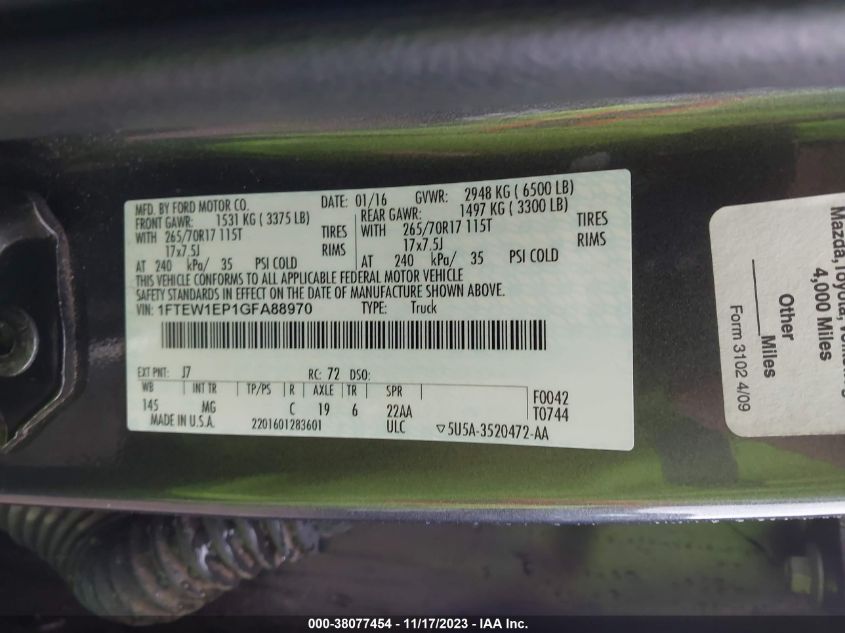 MFD. BY FORD MOTOR CO.
DATE: 01/16 GVWR: 2948 KG ( 6500 LB)
FRONT GAWR: 1531 KG ( 3375 LB) REAR GAWR: 1497 KG ( 3300 LB)
WITH 265/70R17 115T TIRES WITH 265/70R17 115T TIRES
17x7.5J RIMS 17x7.5J RIMS
AT 240 kPa/ 35 PSI COLD AT 240 kPa/ 35 PSI COLD
THIS VEHICLE CONFORMS TO ALL APPLICABLE FEDERAL MOTOR VEHICLE
SAFETY STANDARDS IN EFFECT ON THE DATE OF MANUFACTURE SHOWN ABOVE.
VIN: 1FTEW1EP1GFA88970 TYPE: Truck
EXT PNT: J7 RC: 72 DSO:
WB INT TR TP/PS R AXLE TR SPR F0042
145 MG C 19 6 22AA T0744
MADE IN U.S.A. 2201601283601 ULC ▽5U5A-3520472-AA
Mazda, Toyota,
4,000 Miles
Other
Miles
Form 3102 4/09
000-38077454 - 11/17/2023 - IAA Inc.